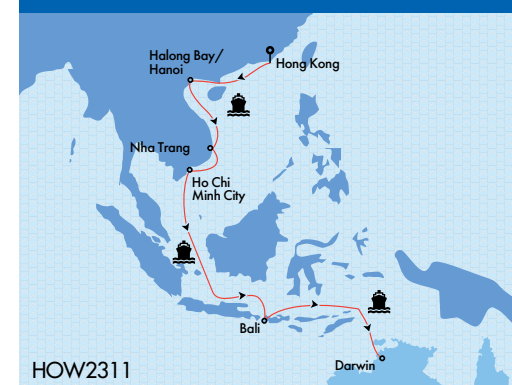 Halong Bay/
Hanoi
Hong Kong
Nha Trang
Ho Chi
Minh City
Bali
Darwin
HOW2311